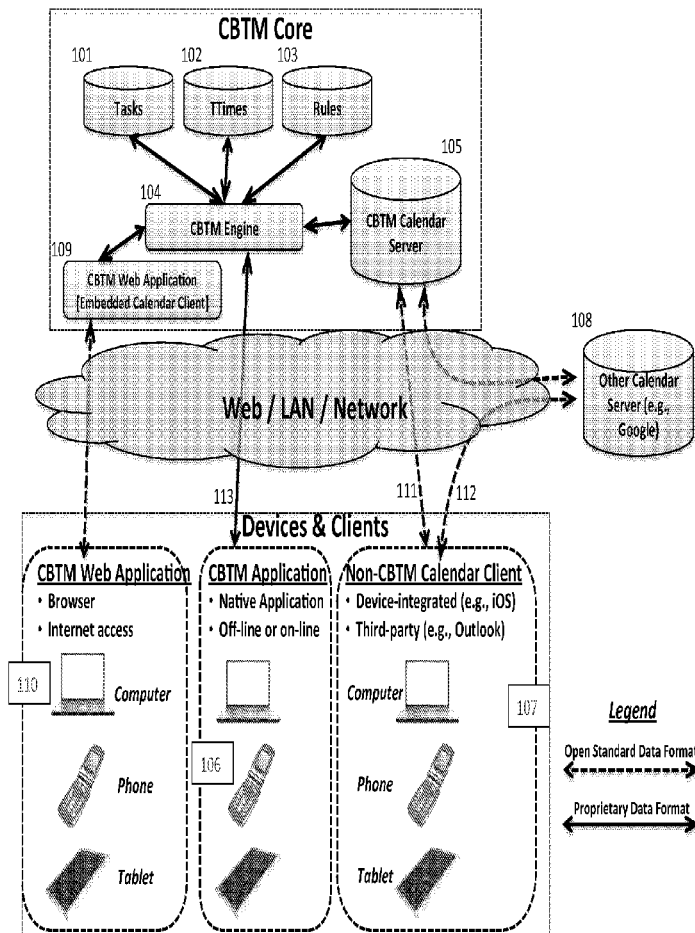 CBTM Core
101
102
103
Tasks
TTimes
Rules
105
104
CBTM Engine
CBTM Calendar
Server
109
CBTM Web Application
[Embedded Calendar Client]
108
Other Calendar
Server (e.g.,
Google)
Web / LAN / Network
113
111
112
Devices & Clients
CBTM Web Application
• Browser
• Internet access
CBTM Application
• Native Application
• Off-line or on-line
Non-CBTM Calendar Client
• Device-integrated (e.g., iOS)
• Third-party (e.g., Outlook)
110
Computer
Computer
107
106
Phone
Phone
Tablet
Tablet
Legend
Open Standard Data Format
Proprietary Data Format